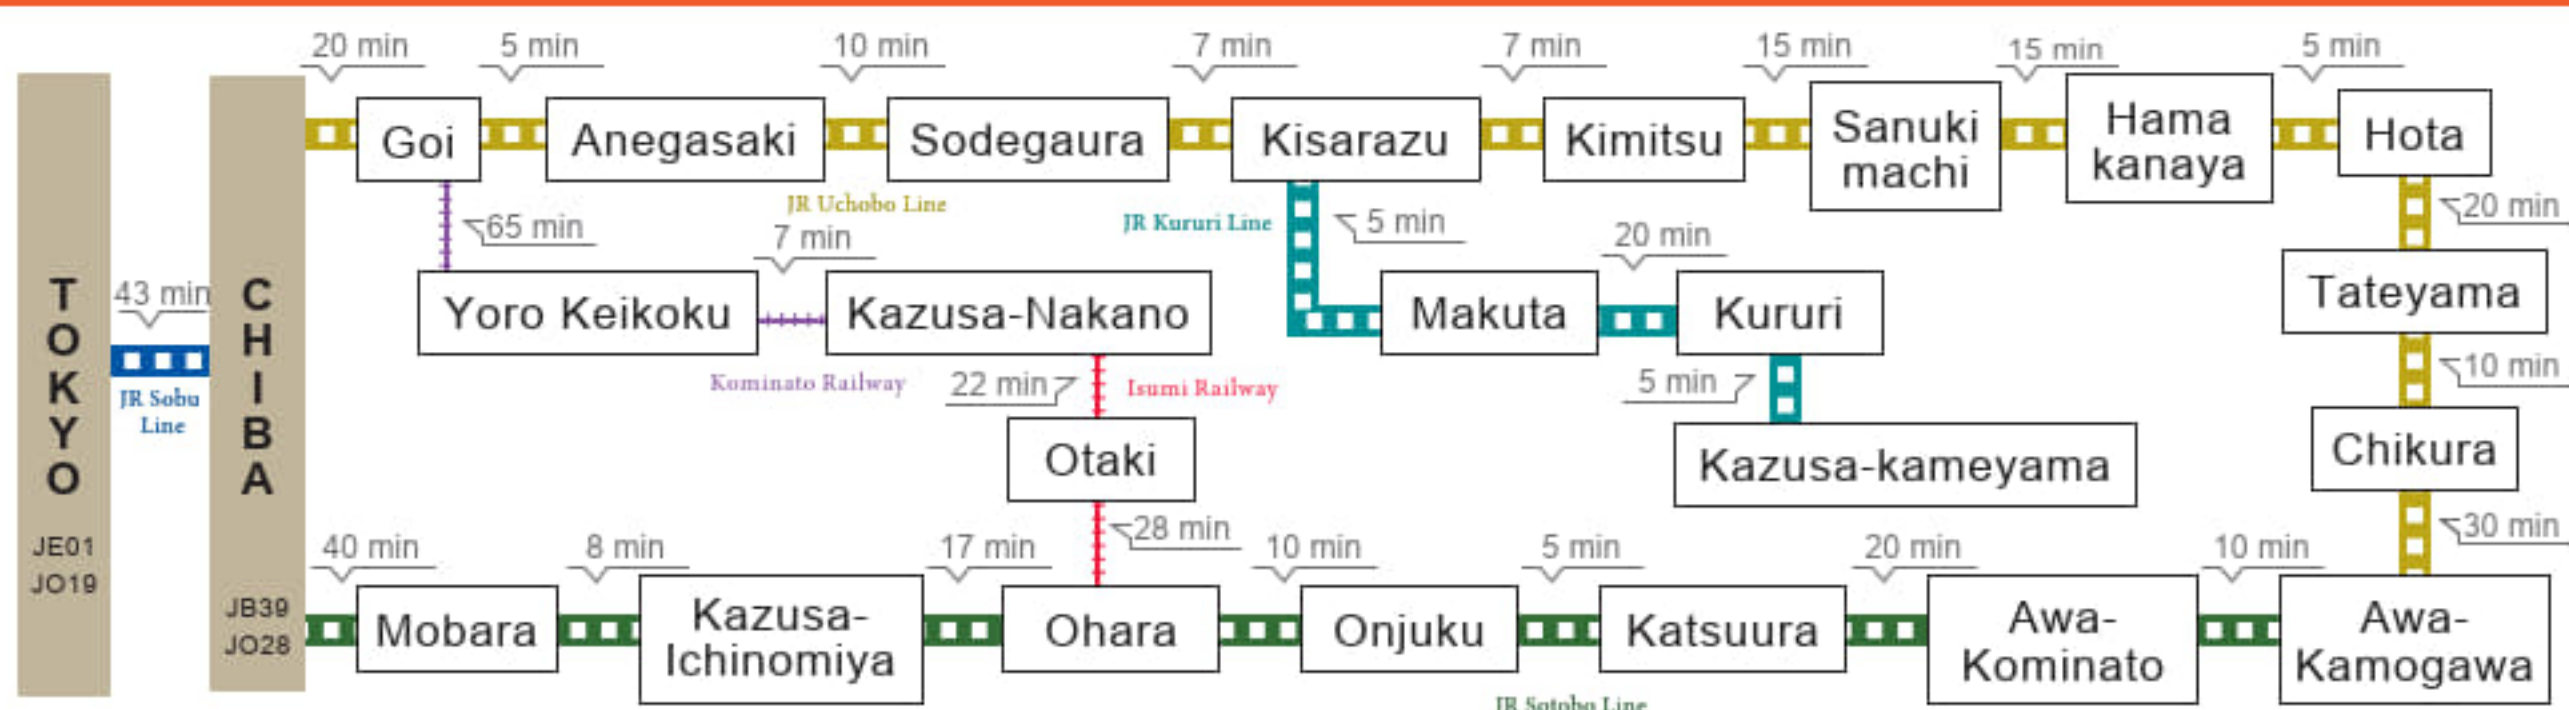 20 min
5 min
10 min
7 min
7 min
15 min
15 min
5 min
Goi
Anegasaki
Sodegaura
Kisarazu
Kimitsu
Sanuki
machi
Hama
kanaya
Hota
JR Uchobo Line
JR Kururi Line
65 min
7 min
5 min
20 min
20 min
TOKYO
43 min
JR Sobu
Line
CHIBA
Yoro Keikoku
Kazusa-Nakano
Makuta
Kururi
Tateyama
Kominato Railway
22 min
Isumi Railway
5 min
10 min
Otaki
Kazusa-kameyama
Chikura
28 min
30 min
JE01
JO19
JB39
JO28
40 min
8 min
17 min
10 min
5 min
20 min
10 min
Mobara
Kazusa-
Ichinomiya
Ohara
Onjuku
Katsuura
Awa-
Kominato
Awa-
Kamogawa
JR Sotobo Line